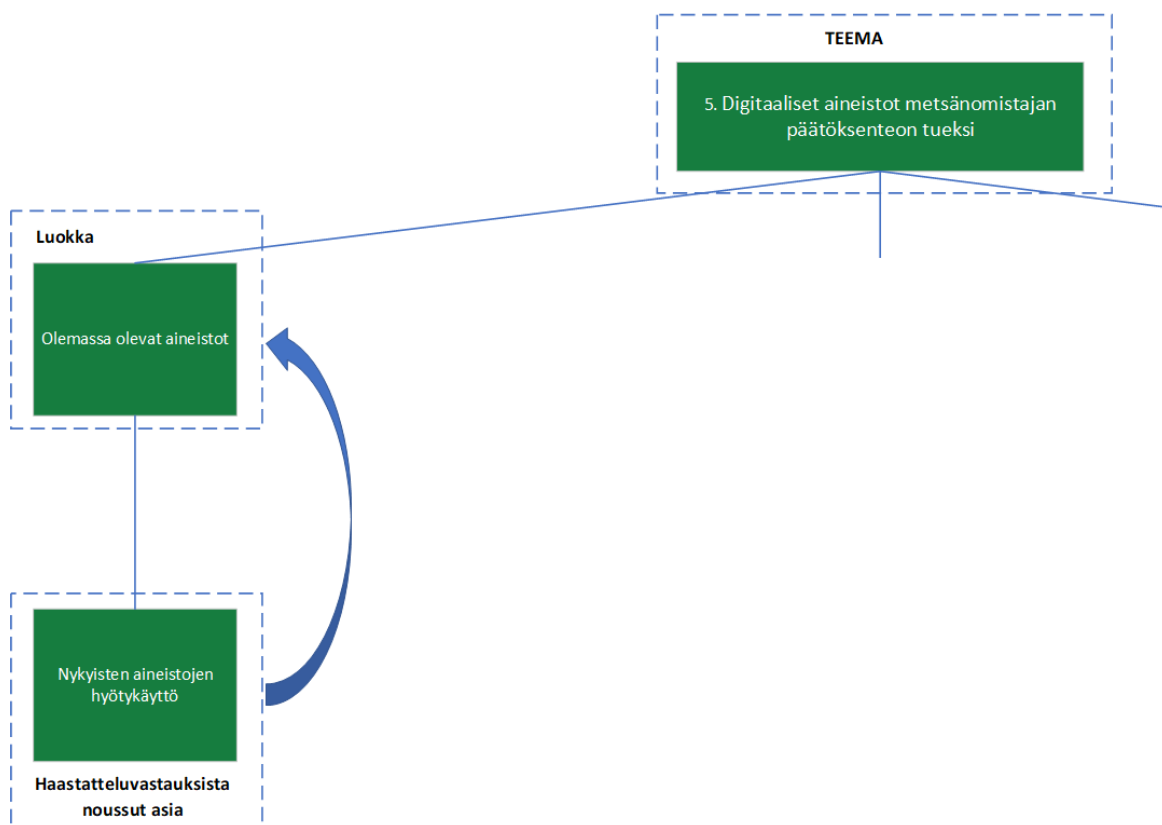 TEEMA
5. Digitaaliset aineistot metsänomistajan
päätöksenteon tueksi
Luokka
Olemassa olevat aineistot
Nykyisten aineistojen
hyötykäyttö
Haastatteluvastauksista
noussut asia